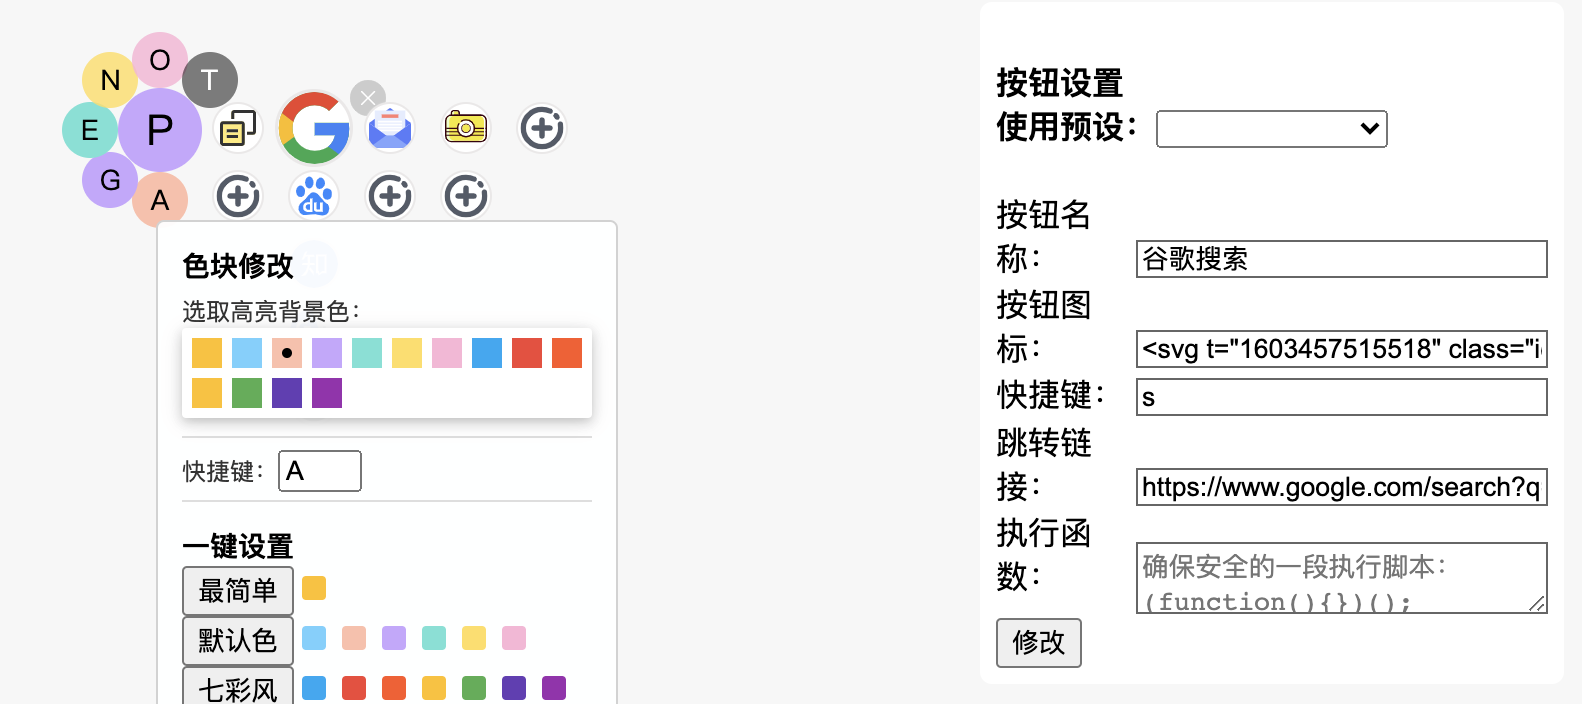 O
N
T
E
P
G
A
du
色块修改
知
选取高亮背景色：
快捷键：
A
一键设置
最简单
默认色
七彩风
按钮设置
使用预设：
按钮名
称：
谷歌搜索
按钮图
标：
<svg t="1603457515518" class="i
快捷键：
s
跳转链
接：
https://www.google.com/search?q
执行函
数：
确保安全的一段执行脚本：
(function(){})();
修改